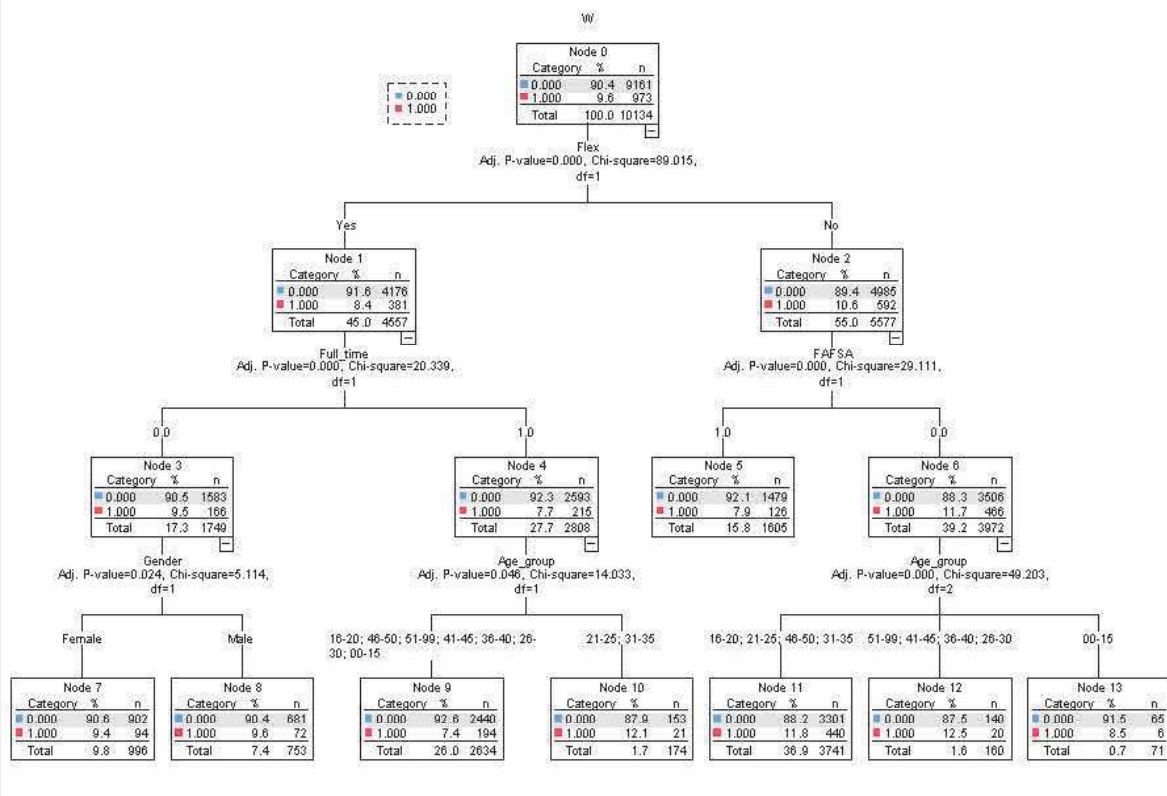 W
Node 0
Category % n
0.000 90.4 9161
1.000 9.6 973
Total 100.0 10134
0.000
1.000
Flex
Adj. P-value=0.000, Chi-square=89.015,
df=1
Yes
No
Node 1
Category % n
0.000 91.6 4176
1.000 8.4 381
Total 45.0 4557
Node 2
Category % n
0.000 89.4 4985
1.000 10.6 592
Total 55.0 5577
Full_time
Adj. P-value=0.000, Chi-square=20.339,
df=1
FAFSA
Adj. P-value=0.000, Chi-square=29.111,
df=1
0.0
1.0
1.0
0.0
Node 3
Category % n
0.000 90.5 1583
1.000 9.5 166
Total 17.3 1749
Node 4
Category % n
0.000 92.3 2593
1.000 7.7 215
Total 27.7 2808
Node 5
Category % n
0.000 92.1 1479
1.000 7.9 126
Total 15.8 1605
Node 6
Category % n
0.000 88.3 3506
1.000 11.7 466
Total 39.2 3972
Gender
Adj. P-value=0.024, Chi-square=5.114,
df=1
Age_group
Adj. P-value=0.046, Chi-square=14.033,
df=1
Age_group
Adj. P-value=0.000, Chi-square=49.203,
df=2
Female
Male
16-20; 46-50; 51-99; 41-45; 36-40; 26-
30; 00-15
21-25; 31-35
16-20; 21-25; 46-50; 31-35
51-99; 41-45; 36-40; 26-30
00-15
Node 7
Category % n
0.000 90.6 902
1.000 9.4 94
Total 9.8 996
Node 8
Category % n
0.000 90.4 681
1.000 9.6 72
Total 7.4 753
Node 9
Category % n
0.000 92.6 2440
1.000 7.4 194
Total 26.0 2634
Node 10
Category % n
0.000 87.9 153
1.000 12.1 21
Total 1.7 174
Node 11
Category % n
0.000 88.2 3301
1.000 11.8 440
Total 36.9 3741
Node 12
Category % n
0.000 87.5 140
1.000 12.5 20
Total 1.6 160
Node 13
Category % n
0.000 91.5 65
1.000 8.5 6
Total 0.7 71